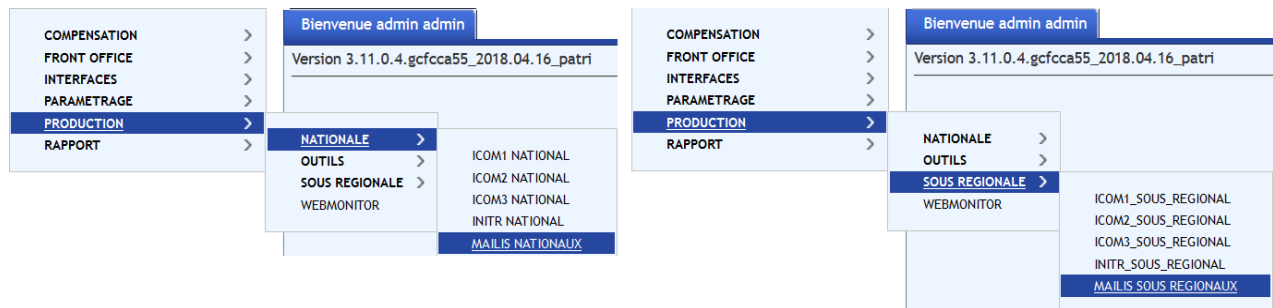 Bienvenue admin admin
COMPENSATION
FRONT OFFICE
Version 3.11.0.4.gcfcca55_2018.04.16_patri
INTERFACES
PARAMETRAGE
PRODUCTION
RAPPORT
NATIONALE
OUTILS
SOUS REGIONALE
WEBMONITOR
ICOM1 NATIONAL
ICOM2 NATIONAL
ICOM3 NATIONAL
INITR NATIONAL
MAILIS NATIONAUX
Bienvenue admin admin
COMPENSATION
FRONT OFFICE
Version 3.11.0.4.gcfcca55_2018.04.16_patri
INTERFACES
PARAMETRAGE
PRODUCTION
RAPPORT
NATIONALE
OUTILS
SOUS REGIONALE
WEBMONITOR
ICOM1_SOUS_REGIONAL
ICOM2_SOUS_REGIONAL
ICOM3_SOUS_REGIONAL
INITR_SOUS_REGIONAL
MAILIS SOUS REGIONAUX